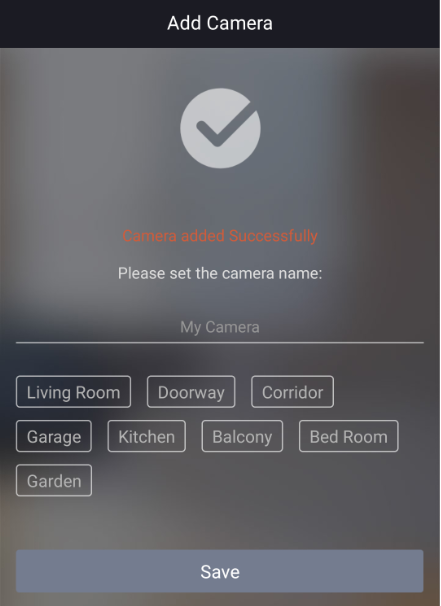 Add Camera
Camera added Successfully
Please set the camera name:
My Camera
Living Room Doorway Corridor
Garage Kitchen Balcony Bed Room
Garden
Save